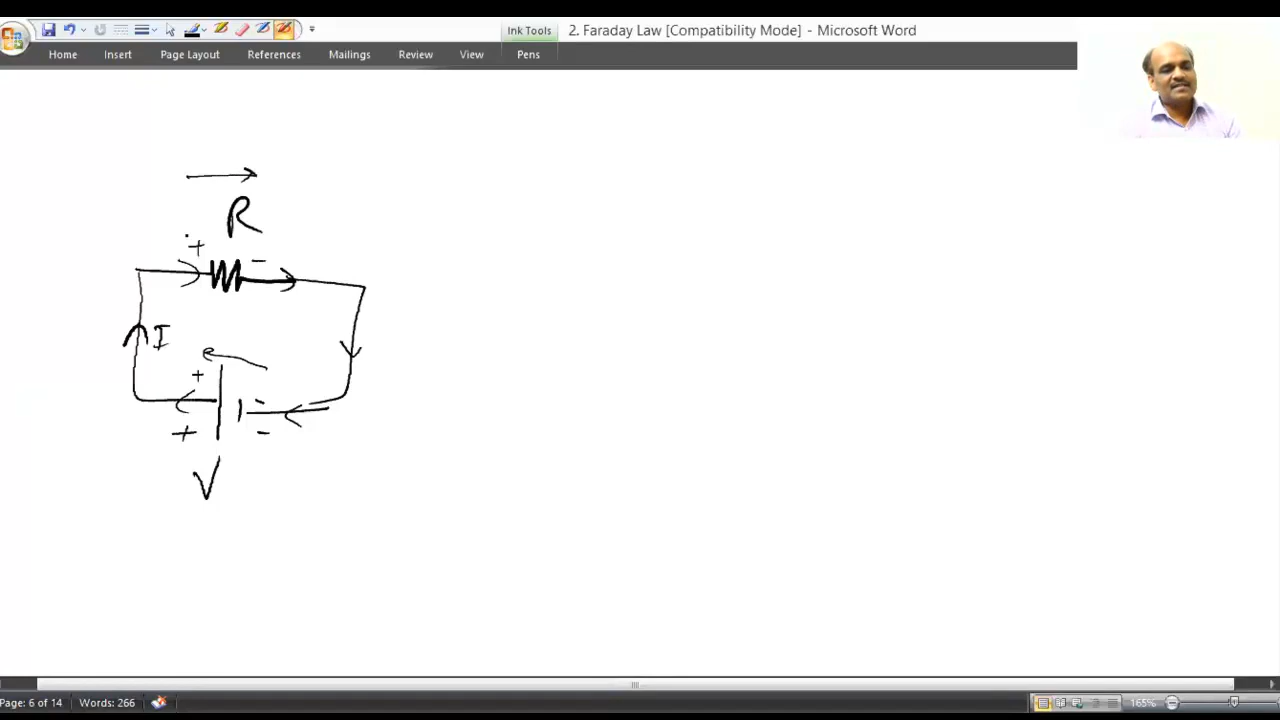 Ink Tools
2. Faraday Law [Compatibility Mode] - Microsoft Word
Home Insert Page Layout References Mailings Review View Pens
R
+ -
I
+ -
+ -
V
Page: 6 of 14 Words: 266 165%